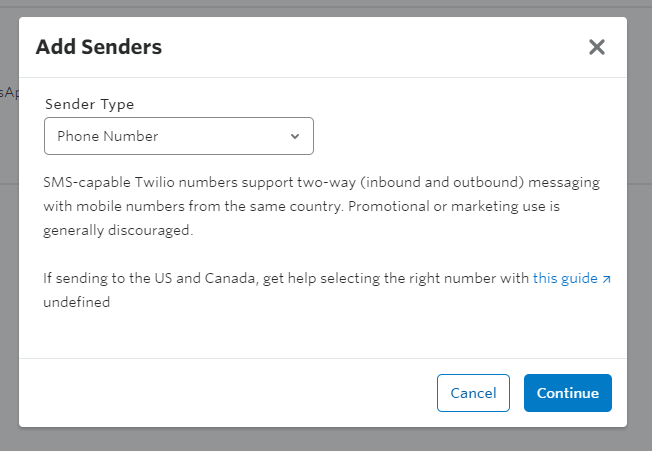 Add Senders
Sender Type
Phone Number
SMS-capable Twilio numbers support two-way (inbound and outbound) messaging
with mobile numbers from the same country. Promotional or marketing use is
generally discouraged.
If sending to the US and Canada, get help selecting the right number with this guide
undefined
Cancel
Continue